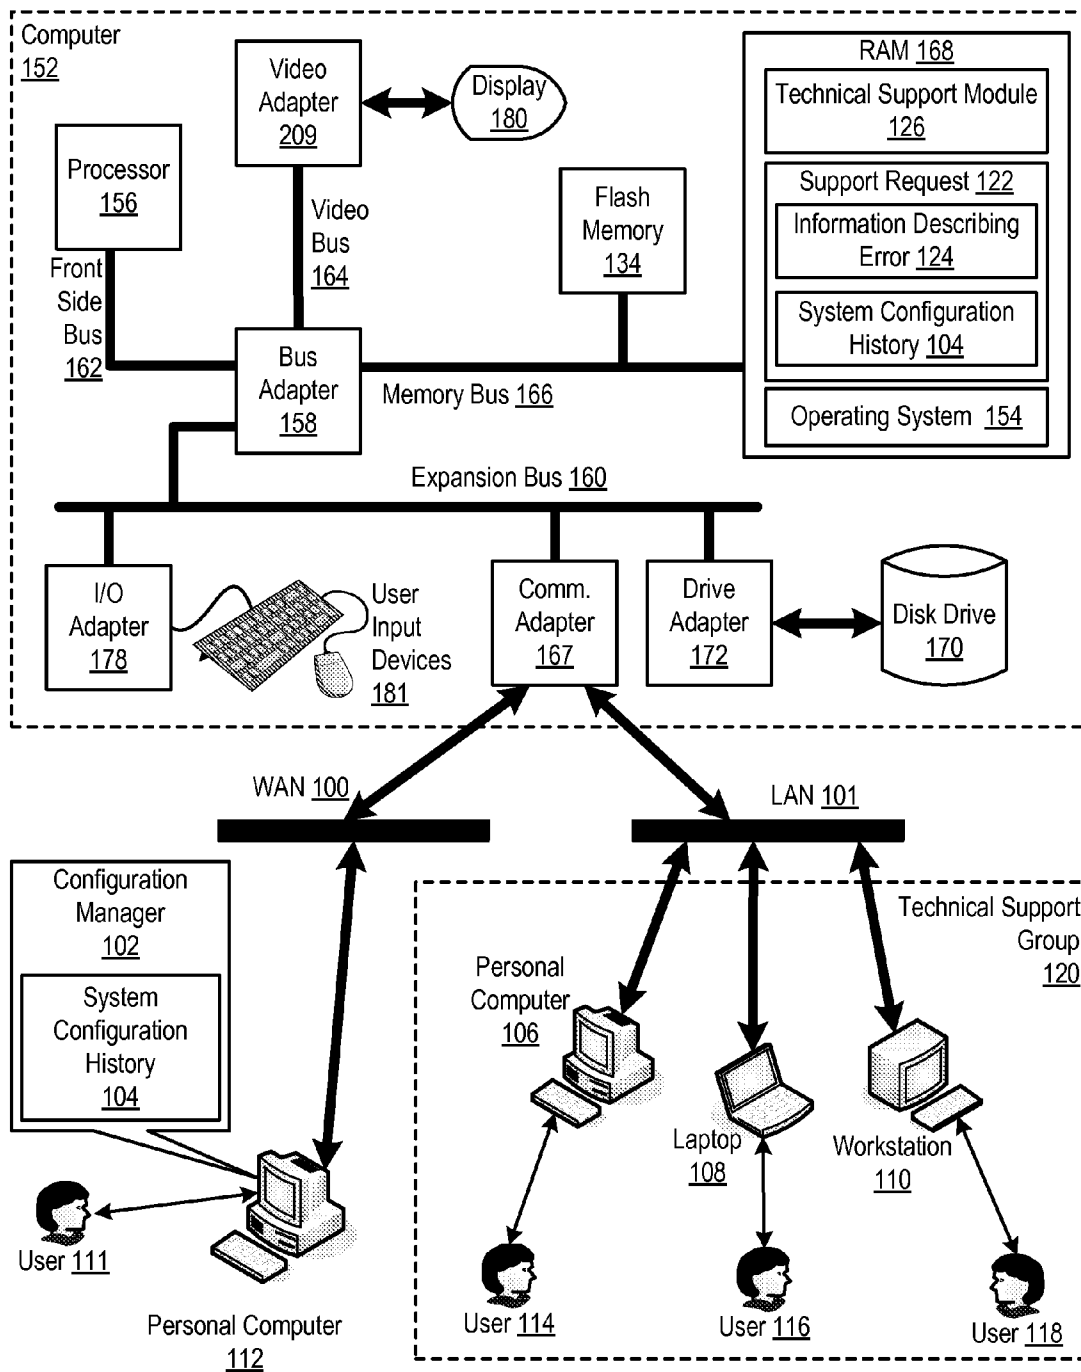 Computer
152
Video
Adapter
209
Display
180
RAM 168
Technical Support Module
126
Processor
156
Video
Bus
164
Flash
Memory
134
Support Request 122
Information Describing
Error 124
Front
Side
Bus
162
System Configuration
History 104
Bus
Adapter
158
Memory Bus 166
Operating System 154
Expansion Bus 160
I/O
Adapter
178
User
Input
Devices
181
Comm.
Adapter
167
Drive
Adapter
172
Disk Drive
170
WAN 100
LAN 101
Configuration
Manager
102
System
Configuration
History
104
Technical Support
Group
120
Personal
Computer
106
Laptop
108
Workstation
110
User 111
Personal Computer
112
User 114
User 116
User 118